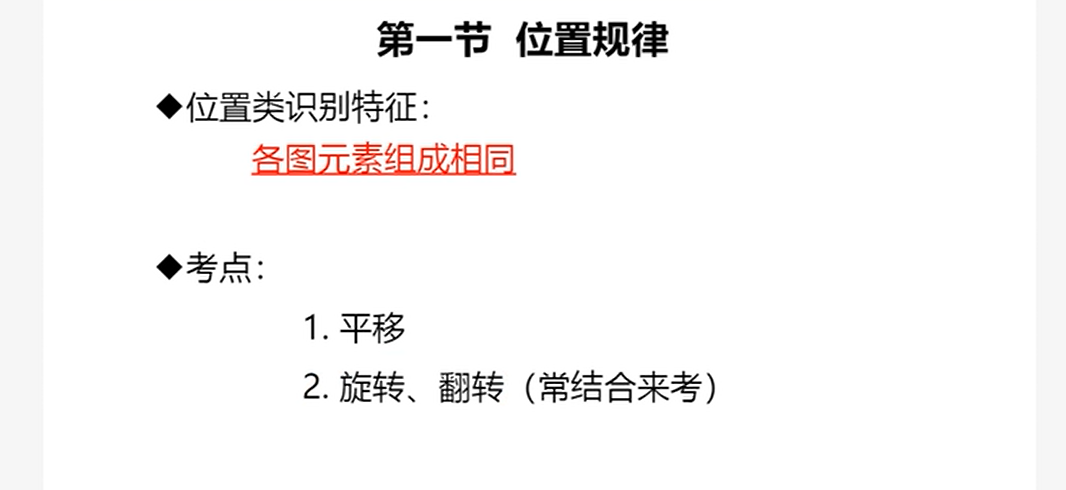 第一节 位置规律
◆位置类识别特征：
各图元素组成相同
◆考点：
1. 平移
2. 旋转、翻转（常结合来考）